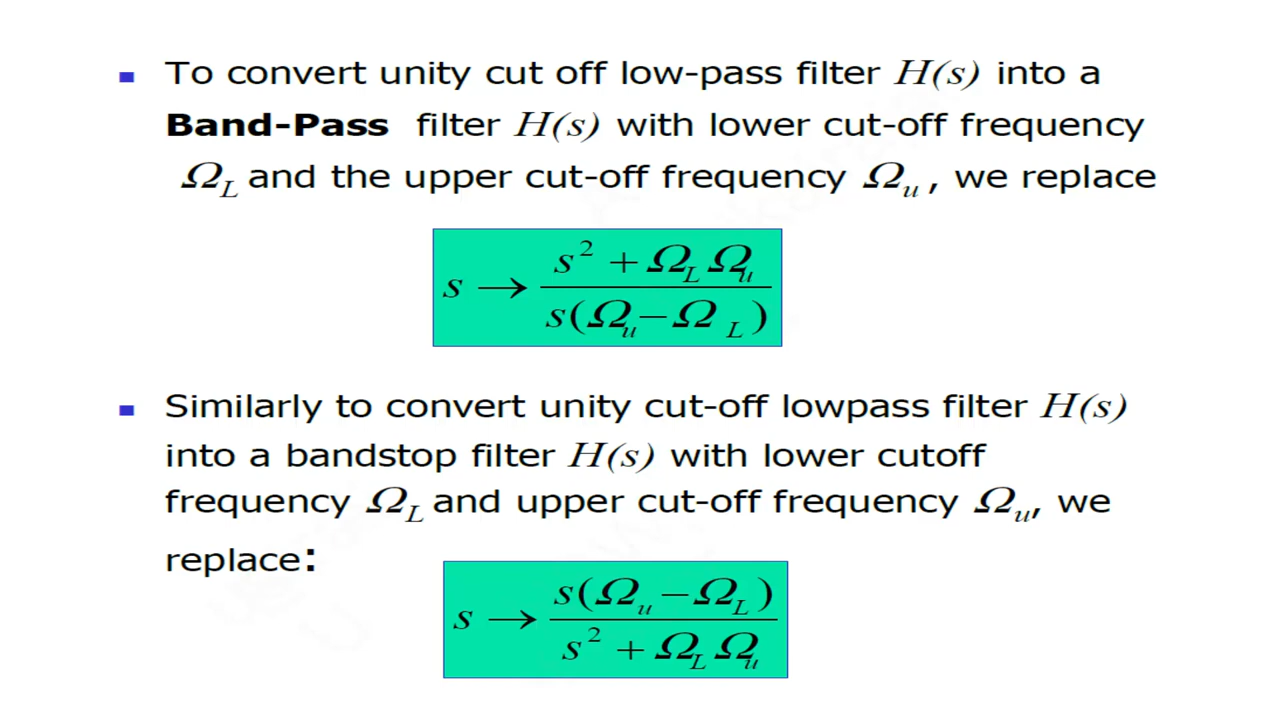 ▪ To convert unity cut off low-pass filter H(s) into a
Band-Pass filter H(s) with lower cut-off frequency
Ω_L and the upper cut-off frequency Ω_u , we replace
s → (s² + Ω_L Ω_u) / (s(Ω_u − Ω_L))
▪ Similarly to convert unity cut-off lowpass filter H(s)
into a bandstop filter H(s) with lower cutoff
frequency Ω_L and upper cut-off frequency Ω_u, we
replace:
s → (s(Ω_u − Ω_L)) / (s² + Ω_L Ω_u)